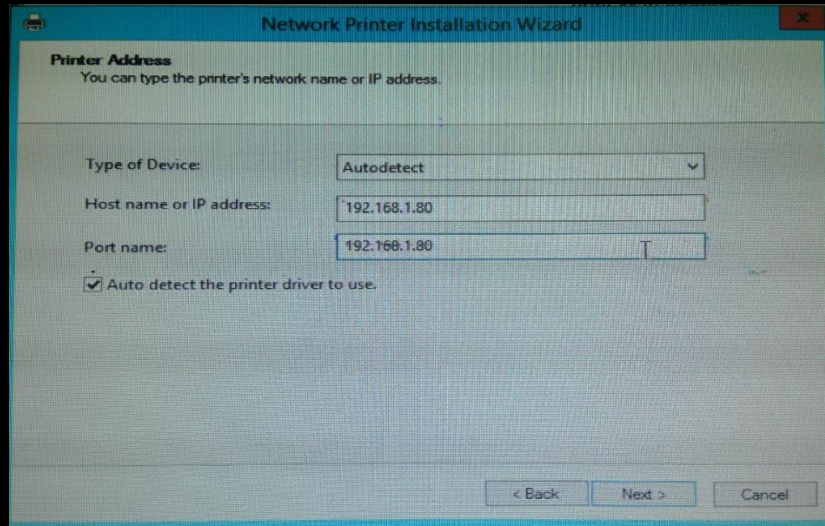 Network Printer Installation Wizard
x
Printer Address
You can type the printer's network name or IP address.
Type of Device:
Autodetect
Host name or IP address:
192.168.1.80
Port name:
192.168.1.80
Auto detect the printer driver to use.
< Back
Next >
Cancel